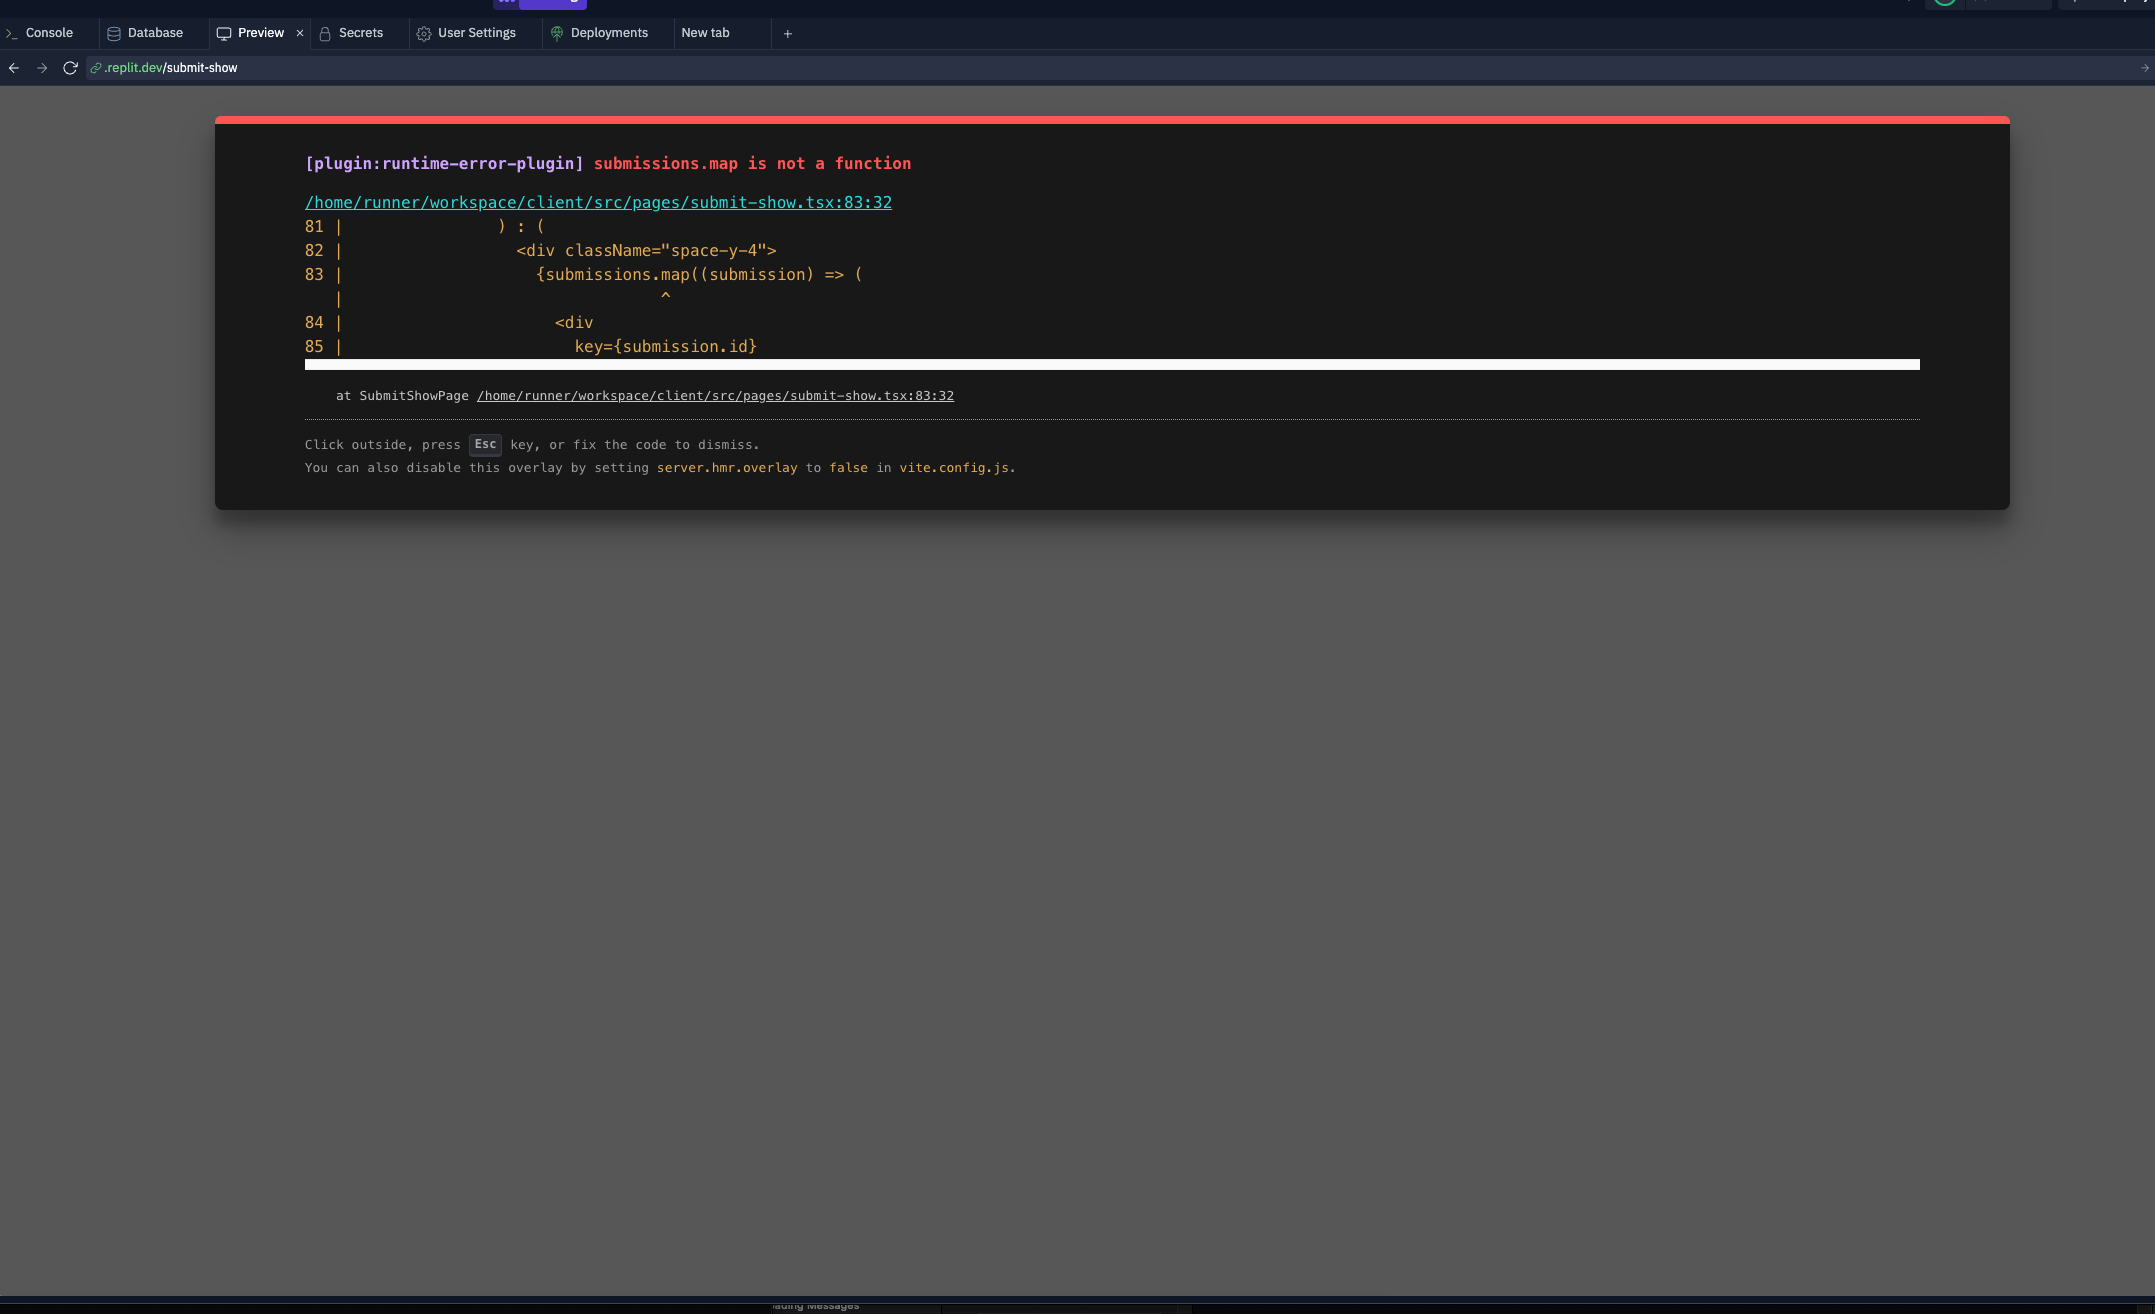 Console
Database
Preview ×
Secrets
User Settings
Deployments
New tab
+
.replit.dev/submit-show
[plugin:runtime-error-plugin] submissions.map is not a function
/home/runner/workspace/client/src/pages/submit-show.tsx:83:32
81 |                ) : (
82 |                  <div className="space-y-4">
83 |                    {submissions.map((submission) => (
   |                                 ^
84 |                      <div
85 |                        key={submission.id}
at SubmitShowPage /home/runner/workspace/client/src/pages/submit-show.tsx:83:32
Click outside, press Esc key, or fix the code to dismiss.
You can also disable this overlay by setting server.hmr.overlay to false in vite.config.js.
Messages